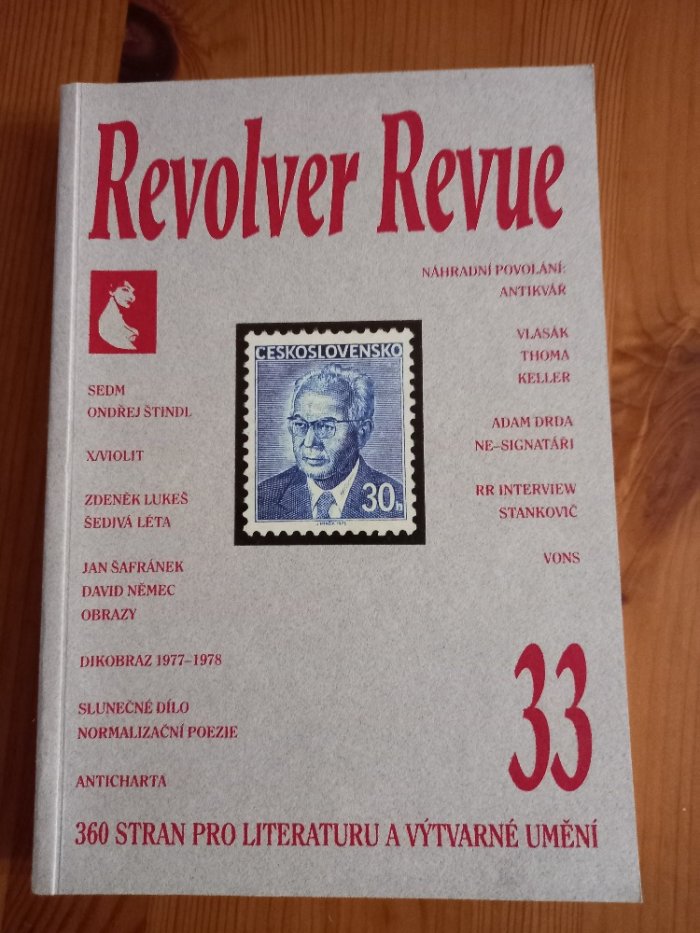 Revolver Revue
NÁHRADNÍ POVOLÁNÍ:
ANTIKVÁŘ
VLASÁK
THOMA
KELLER
ADAM DRDA
NE–SIGNATÁŘI
RR INTERVIEW
STANKOVIČ
VONS
SEDM
ONDŘEJ ŠTINDL
X/VIOLIT
ZDENĚK LUKEŠ
ŠEDIVÁ LÉTA
JAN ŠAFRÁNEK
DAVID NĚMEC
OBRAZY
DIKOBRAZ 1977–1978
SLUNEČNÉ DÍLO
NORMALIZAČNÍ POEZIE
ANTICHARTA
ČESKOSLOVENSKO
30h
33
360 STRAN PRO LITERATURU A VÝTVARNÉ UMĚNÍ